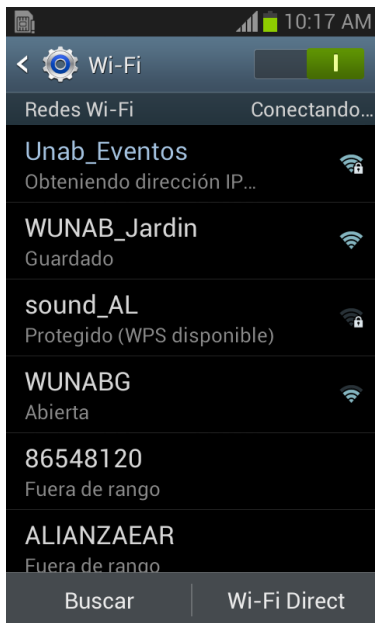 10:17 AM
Wi-Fi
Redes Wi-Fi Conectando...
Unab_Eventos
Obteniendo dirección IP...
WUNAB_Jardin
Guardado
sound_AL
Protegido (WPS disponible)
WUNABG
Abierta
86548120
Fuera de rango
ALIANZAEAR
Fuera de rango
Buscar Wi-Fi Direct